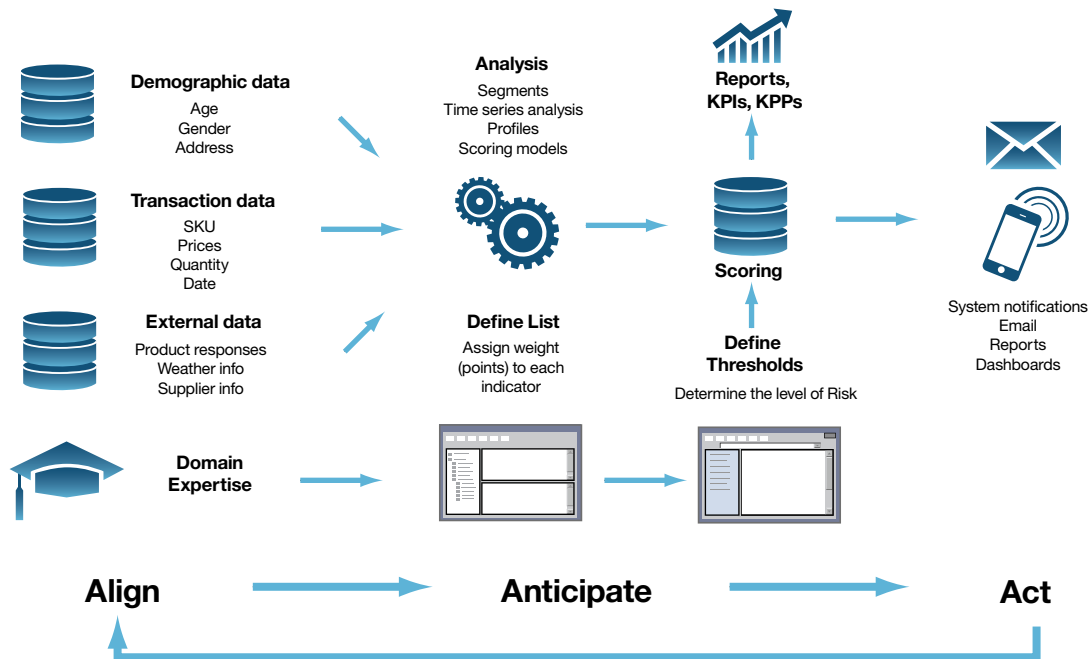 Demographic data
Age
Gender
Address
Transaction data
SKU
Prices
Quantity
Date
External data
Product responses
Weather info
Supplier info
Domain
Expertise
Analysis
Segments
Time series analysis
Profiles
Scoring models
Define List
Assign weight
(points) to each
indicator
Reports,
KPIs, KPPs
Scoring
Define
Thresholds
Determine the level of Risk
System notifications
Email
Reports
Dashboards
Align
Anticipate
Act